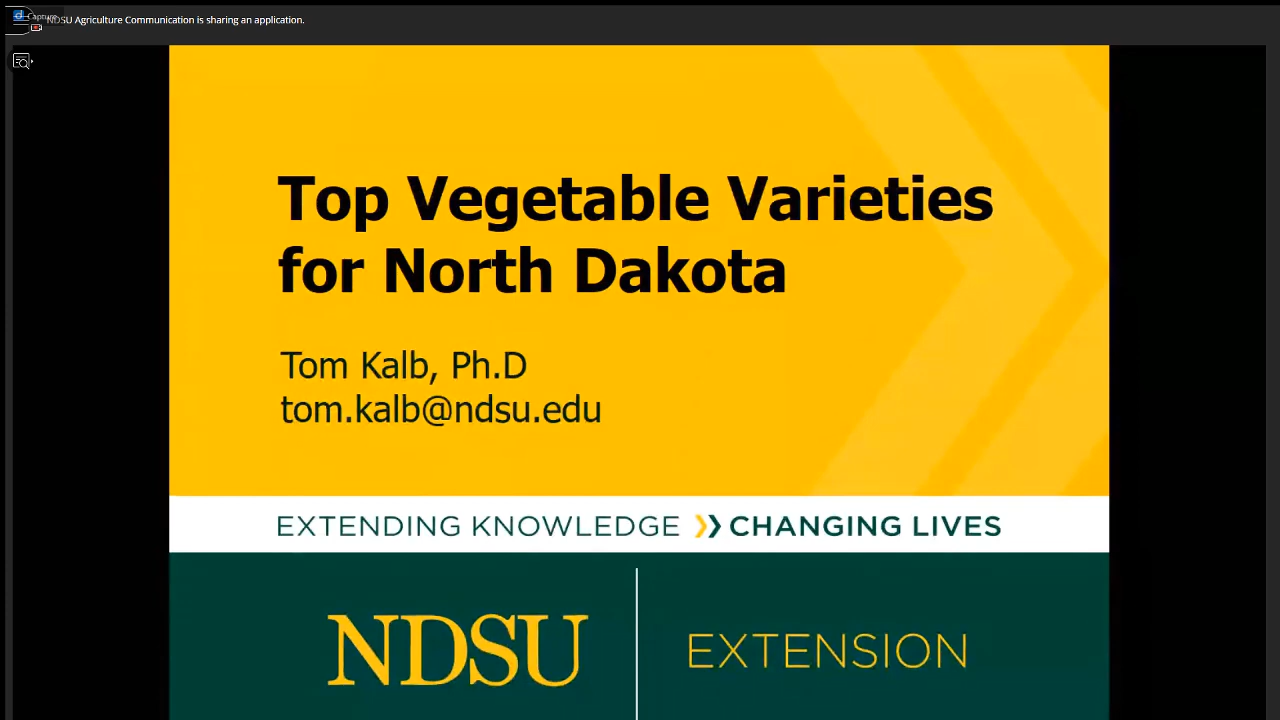 Capture
NDSU Agriculture Communication is sharing an application.
Top Vegetable Varieties
for North Dakota
Tom Kalb, Ph.D
tom.kalb@ndsu.edu
EXTENDING KNOWLEDGE CHANGING LIVES
NDSU EXTENSION